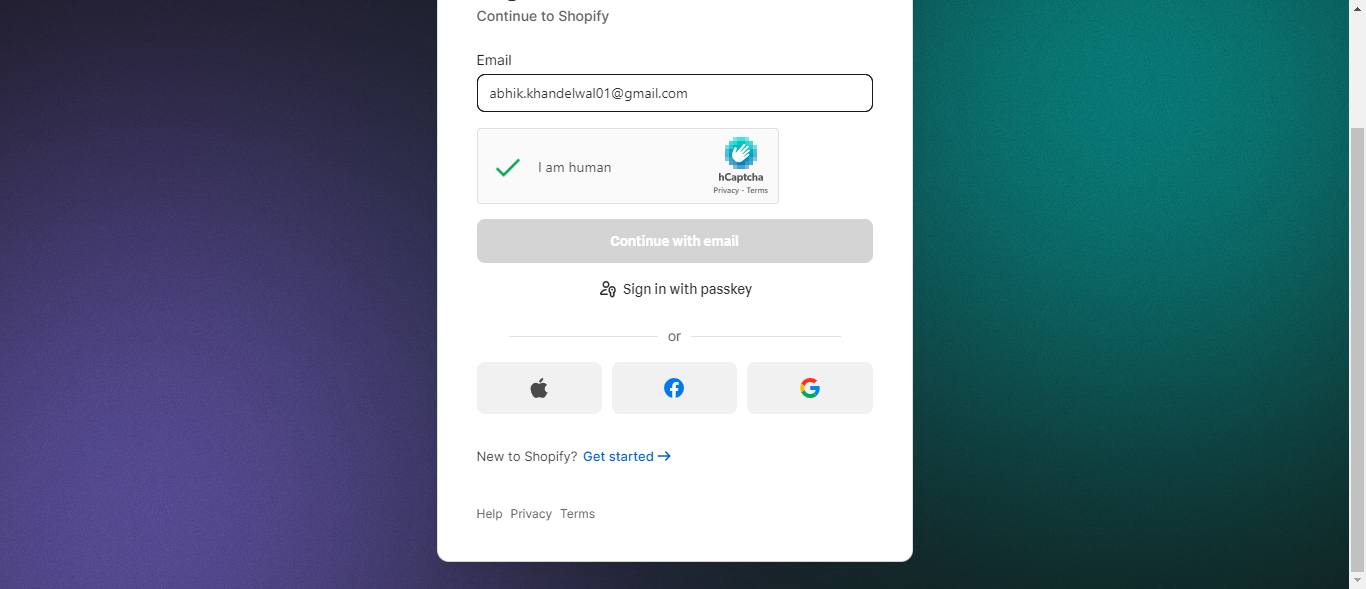 Continue to Shopify
Email
abhik.khandelwal01@gmail.com
I am human
hCaptcha
Privacy - Terms
Continue with email
Sign in with passkey
or
New to Shopify? Get started →
Help Privacy Terms